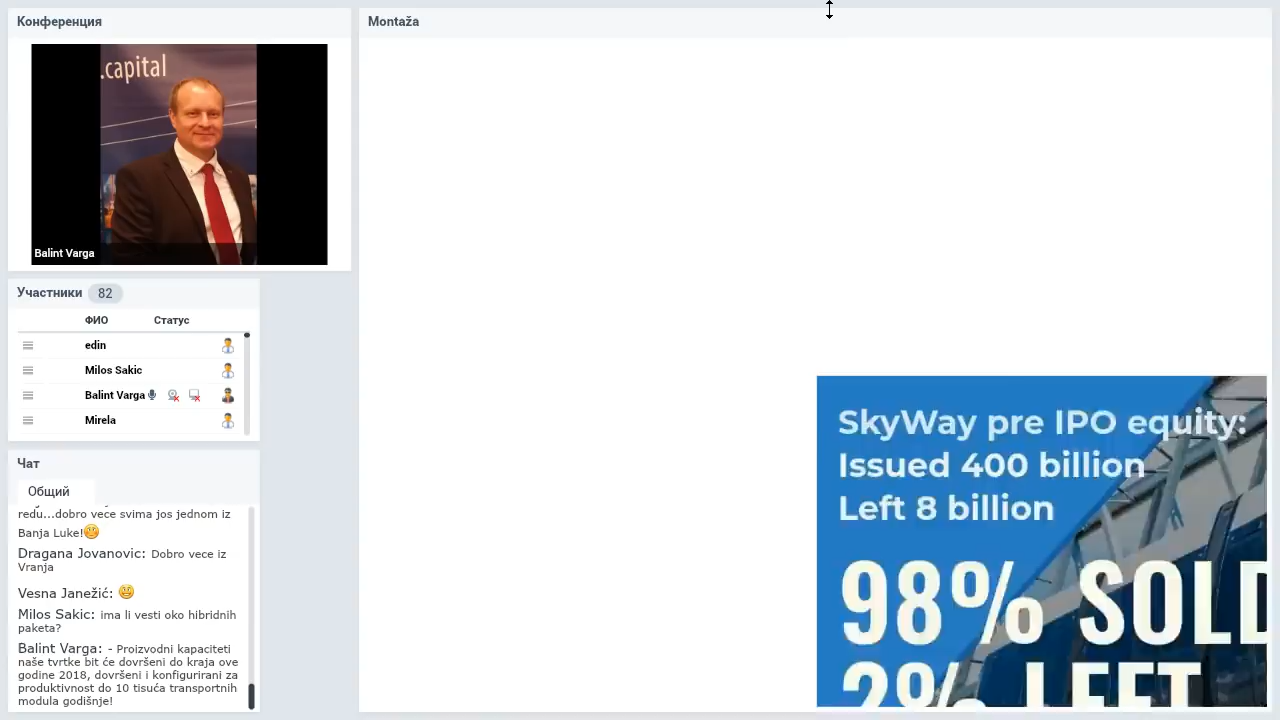 Конференция
Montaža
.capital
Balint Varga
Участники 82
ФИО Статус
edin
Milos Sakic
Balint Varga
Mirela
Чат
Общий
redu...dobro vece svima jos jednom iz
Banja Luke!
Dragana Jovanovic: Dobro vece iz
Vranja
Vesna Janežić:
Milos Sakic: ima li vesti oko hibridnih
paketa?
Balint Varga: - Proizvodni kapaciteti
naše tvrtke bit će dovršeni do kraja ove
godine 2018, dovršeni i konfigurirani za
produktivnost do 10 tisuća transportnih
modula godišnje!
SkyWay pre IPO equity:
Issued 400 billion
Left 8 billion
98% SOLD
2% LEFT